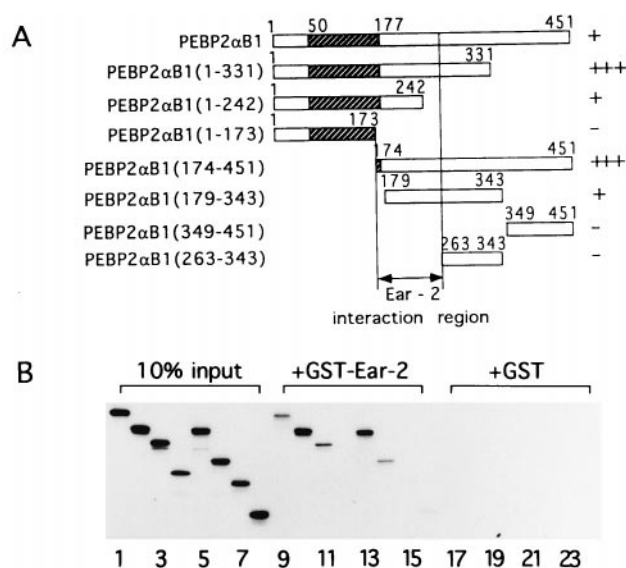 A
1 50 177 451
PEBP2αB1 +
331
PEBP2αB1(1-331) +++
1 242
PEBP2αB1(1-242) +
1 173
PEBP2αB1(1-173) -
174 451
PEBP2αB1(174-451) +++
179 343
PEBP2αB1(179-343) +
349 451
PEBP2αB1(349-451) -
263 343
PEBP2αB1(263-343) -
Ear - 2
interaction region
B
10% input +GST-Ear-2 +GST
1 3 5 7 9 11 13 15 17 19 21 23